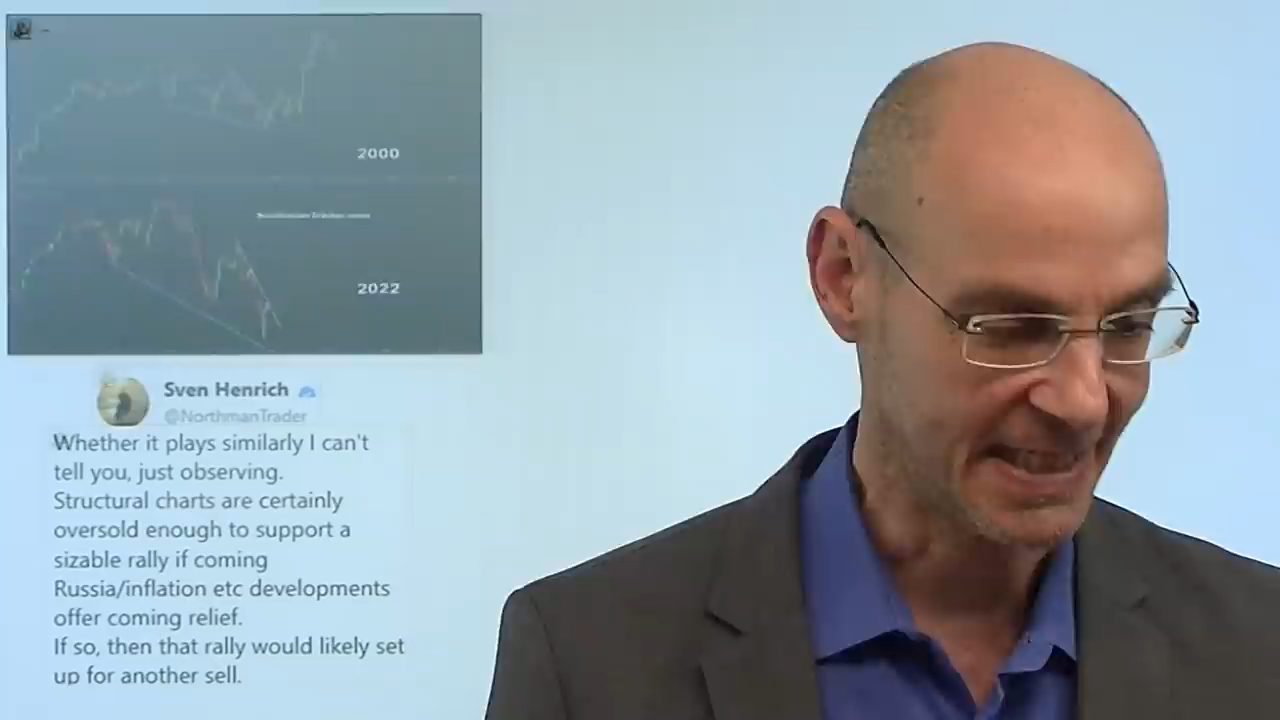 2000
2022
Sven Henrich
@NorthmanTrader
Whether it plays similarly I can't
tell you, just observing.
Structural charts are certainly
oversold enough to support a
sizable rally if coming
Russia/inflation etc developments
offer coming relief.
If so, then that rally would likely set
up for another sell.